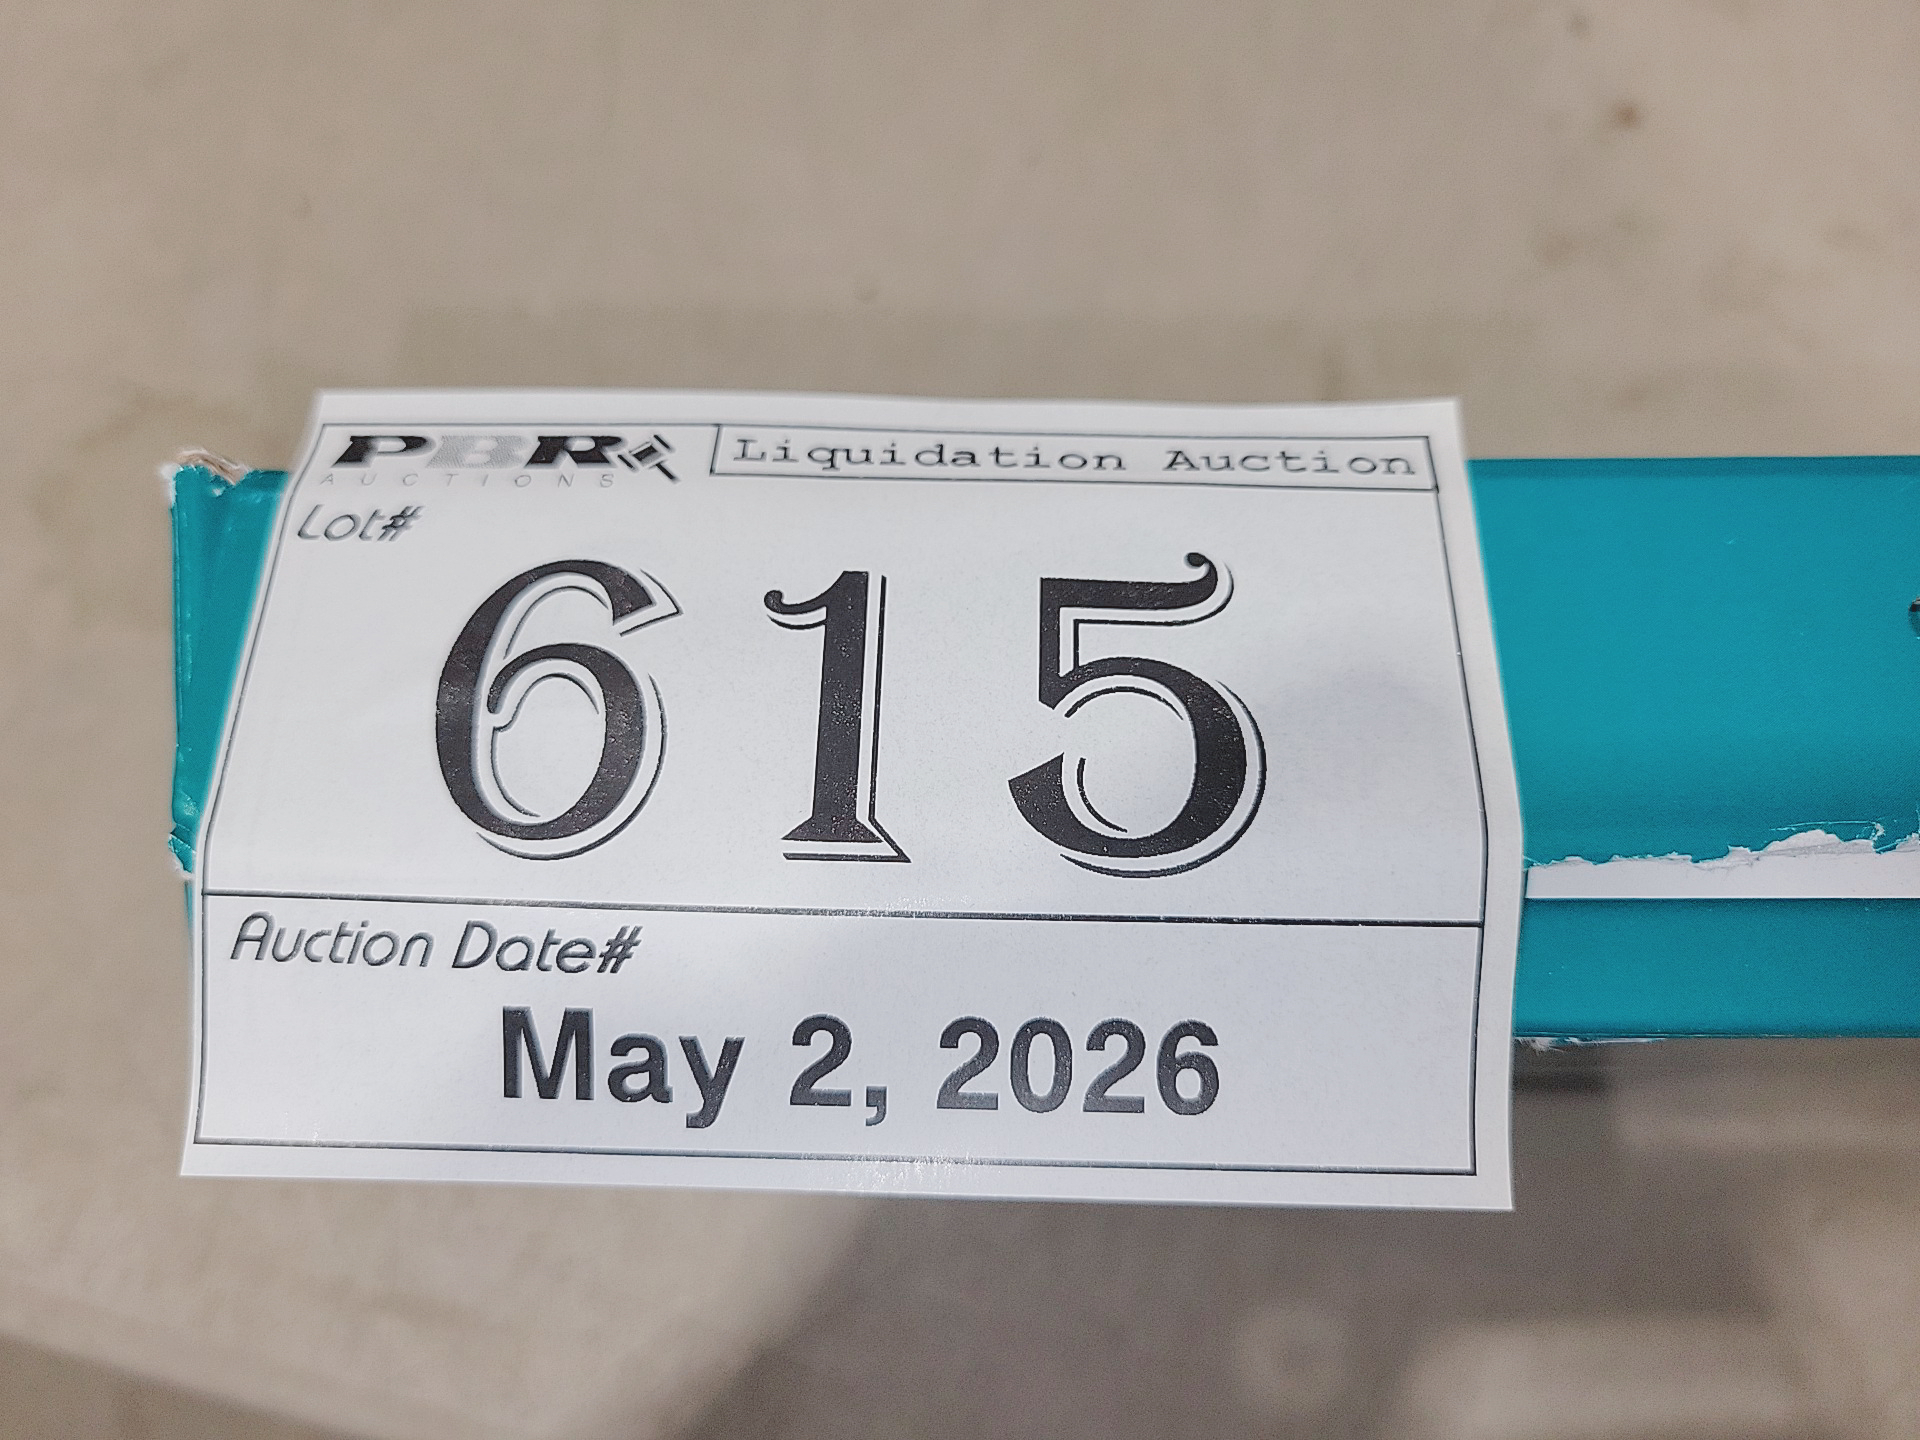 PBR
AUCTIONS
Liquidation Auction
Lot#
615
Auction Date#
May 2, 2026